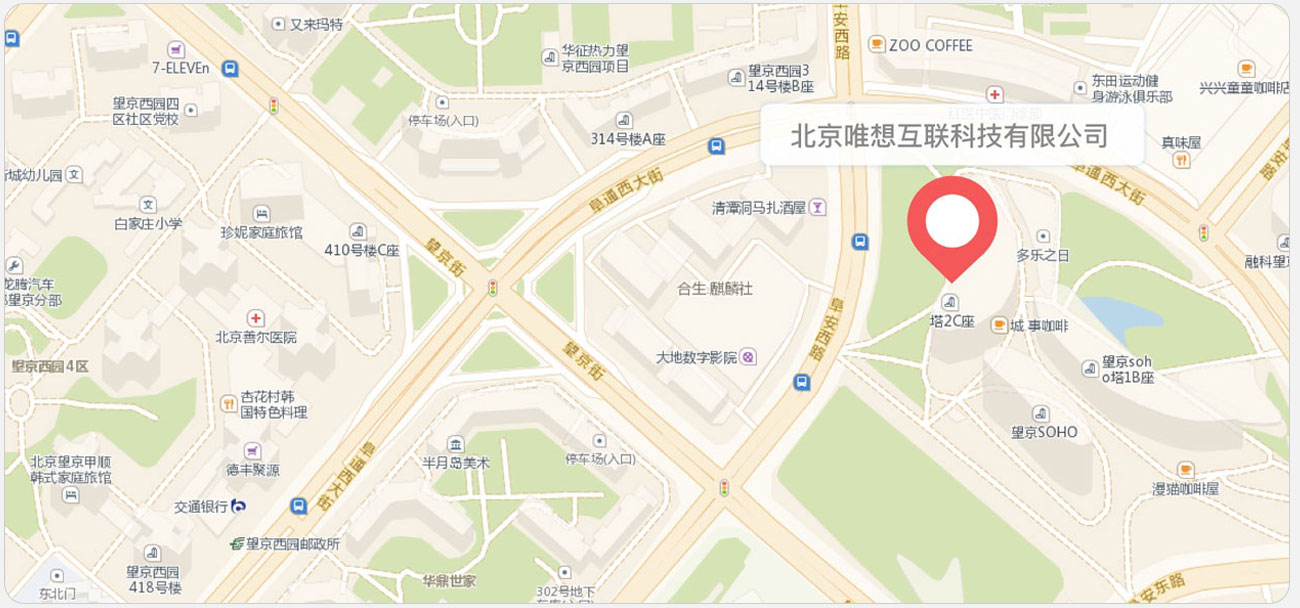 又来玛特
7-ELEVEn
华征热力望
京西园项目
望京西园3
14号楼B座
阜安西路
ZOO COFFEE
东田运动健
身游泳俱乐部
兴兴童童咖啡店
望京西园四
区社区党校
停车场(入口)
314号楼A座
北京唯想互联科技有限公司
真味屋
阜通西大街
阜通西大街
幼儿园
白家庄小学
珍妮家庭旅馆
410号楼C座
望京街
清潭洞马扎酒屋
多乐之日
融科望京
龙腾汽车
望京分部
合生.麒麟社
阜安西路
塔2C座
城.事咖啡
北京善尔医院
望京街
大地数字影院
望京西园4区
望京soh
o塔1B座
杏花村韩
国特色料理
望京SOHO
德丰聚源
半月岛美术
停车场(入口)
阜通西大街
北京望京甲顺
韩式家庭旅馆
漫猫咖啡屋
交通银行
望京西园邮政所
望京西园
418号楼
华鼎世家
302号地下
东北门
阜安东路